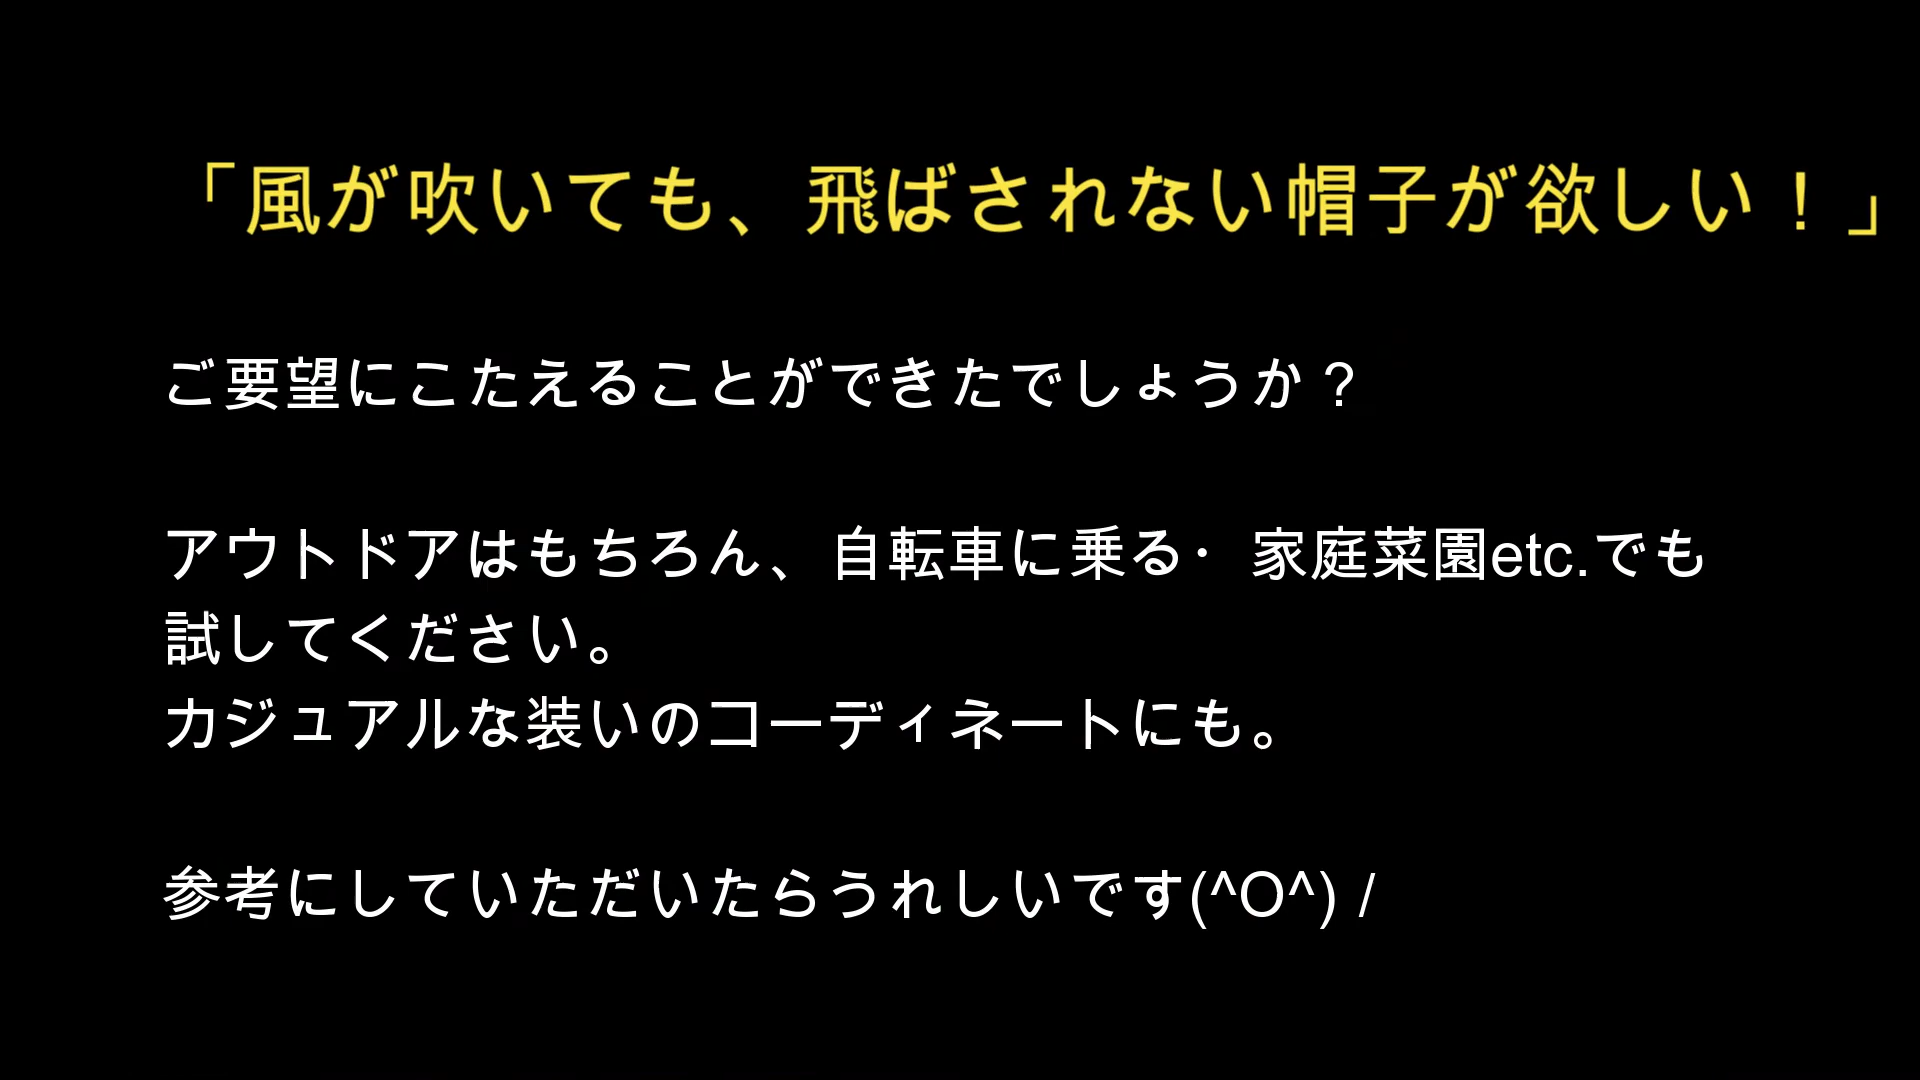 「風が吹いても、飛ばされない帽子が欲しい！」
ご要望にこたえることができたでしょうか？
アウトドアはもちろん、自転車に乗る・家庭菜園etc.でも
試してください。
カジュアルな装いのコーディネートにも。
参考にしていただいたらうれしいです(^O^) /